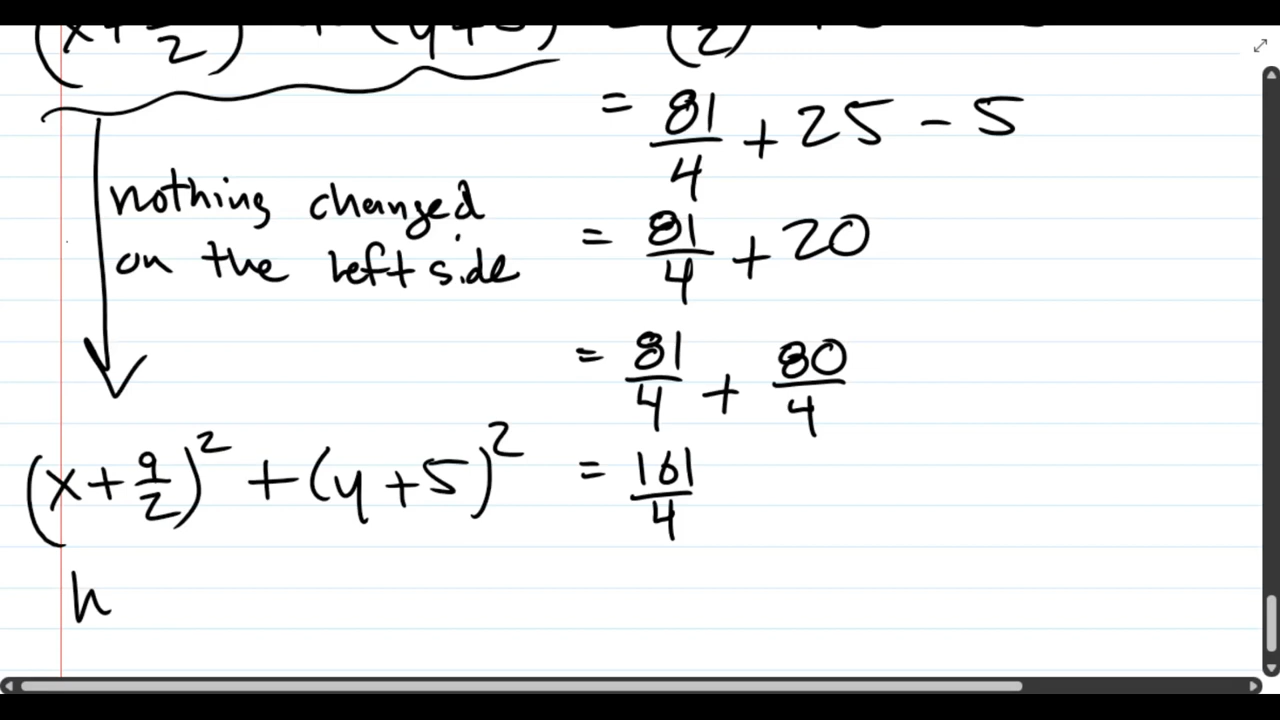 = 81/4 + 25 - 5
nothing changed
on the left side
= 81/4 + 20
= 81/4 + 80/4
(x + 9/2)² + (y + 5)² = 161/4
h